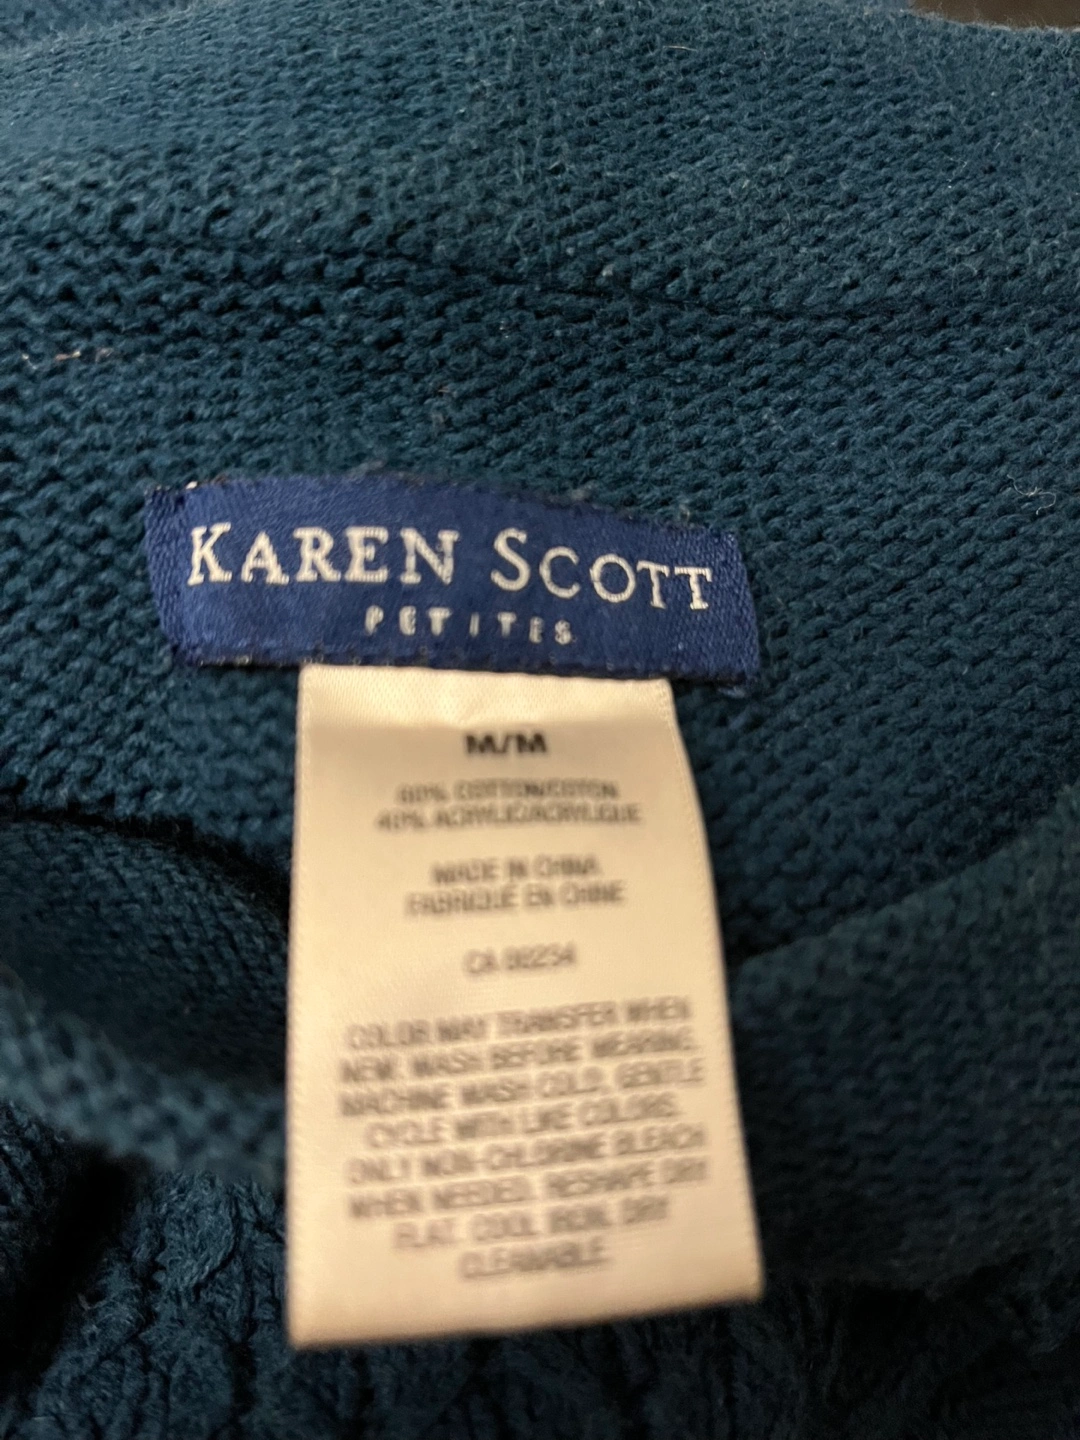 KAREN SCOTT
PETITES
M/M
60% COTTON/COTON
40% ACRYLIC/ACRYLIQUE
MADE IN CHINA
FABRIQUÉ EN CHINE
CA
COLOR MAY TRANSFER WHEN
NEW. WASH BEFORE WEARING.
MACHINE WASH COLD, GENTLE
CYCLE WITH LIKE COLORS.
ONLY NON-CHLORINE BLEACH
WHEN NEEDED. RESHAPE DRY
FLAT. COOL IRON. DRY
CLEANABLE.